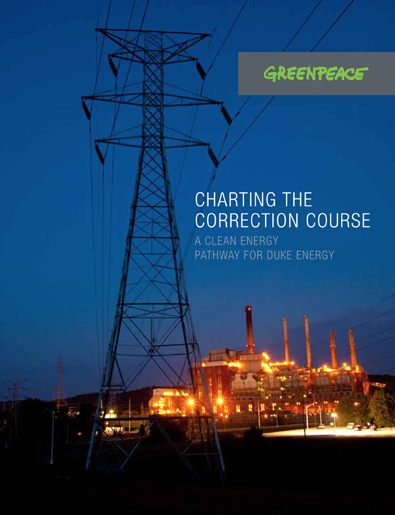 GREENPEACE
CHARTING THE
CORRECTION COURSE
A CLEAN ENERGY
PATHWAY FOR DUKE ENERGY